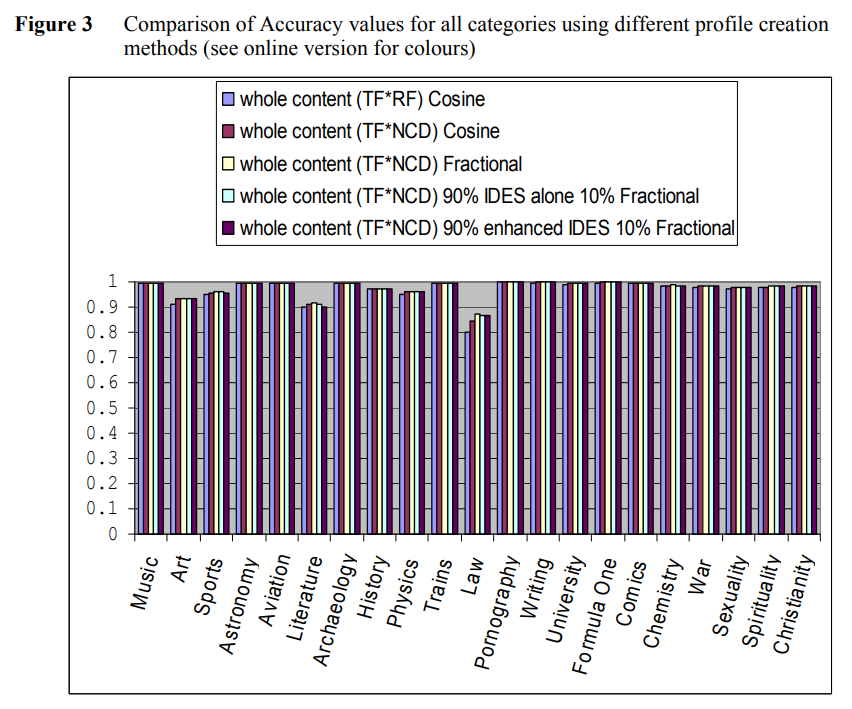 Figure 3 Comparison of Accuracy values for all categories using different profile creation
methods (see online version for colours)
whole content (TF*RF) Cosine
whole content (TF*NCD) Cosine
whole content (TF*NCD) Fractional
whole content (TF*NCD) 90% IDES alone 10% Fractional
whole content (TF*NCD) 90% enhanced IDES 10% Fractional
1
0.9
0.8
0.7
0.6
0.5
0.4
0.3
0.2
0.1
0
Music
Art
Sports
Astronomy
Aviation
Literature
Archaeology
History
Physics
Trains
Law
Pornography
Writing
University
Formula One
Comics
Chemistry
War
Sexuality
Spirituality
Christianity